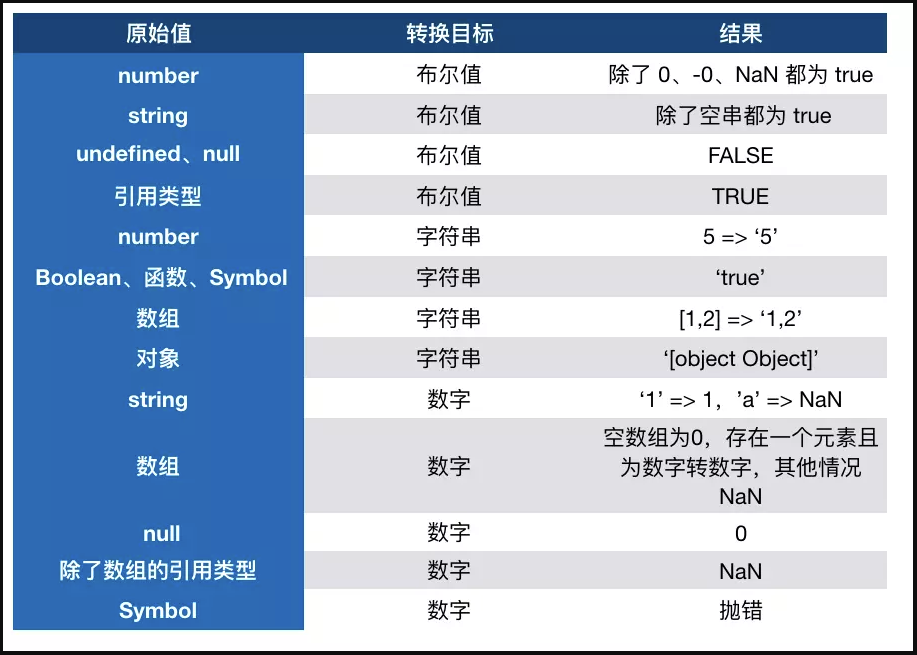 原始值 转换目标 结果
number 布尔值 除了 0、-0、NaN 都为 true
string 布尔值 除了空串都为 true
undefined、null 布尔值 FALSE
引用类型 布尔值 TRUE
number 字符串 5 => ‘5’
Boolean、函数、Symbol 字符串 ‘true’
数组 字符串 [1,2] => ‘1,2’
对象 字符串 ‘[object Object]’
string 数字 ‘1’ => 1，’a’ => NaN
数组 数字 空数组为0，存在一个元素且
为数字转数字，其他情况
NaN
null 数字 0
除了数组的引用类型 数字 NaN
Symbol 数字 抛错